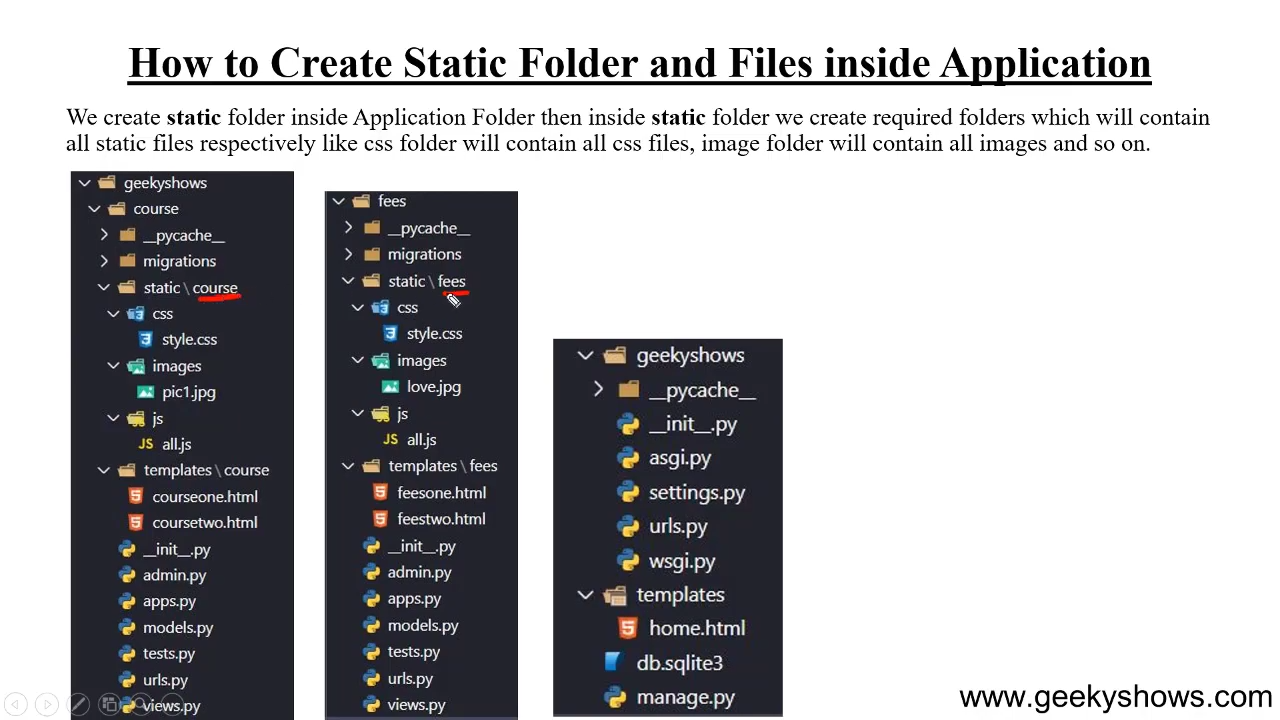 How to Create Static Folder and Files inside Application
We create static folder inside Application Folder then inside static folder we create required folders which will contain
all static files respectively like css folder will contain all css files, image folder will contain all images and so on.
geekyshows
course
__pycache__
migrations
static \ course
css
style.css
images
pic1.jpg
js
JS all.js
templates \ course
courseone.html
coursetwo.html
__init__.py
admin.py
apps.py
models.py
tests.py
urls.py
views.py
fees
__pycache__
migrations
static \ fees
css
style.css
images
love.jpg
js
JS all.js
templates \ fees
feesone.html
feestwo.html
__init__.py
admin.py
apps.py
models.py
tests.py
urls.py
views.py
geekyshows
__pycache__
__init__.py
asgi.py
settings.py
urls.py
wsgi.py
templates
home.html
db.sqlite3
manage.py
www.geekyshows.com